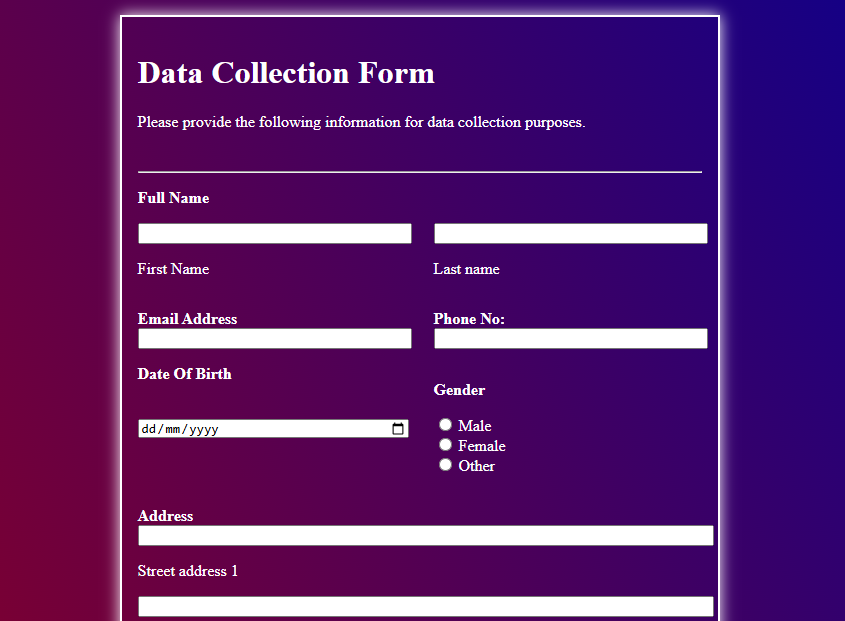 Data Collection Form
Please provide the following information for data collection purposes.
Full Name
First Name Last name
Email Address Phone No:
Date Of Birth
Gender
dd/mm/yyyy
Male
Female
Other
Address
Street address 1